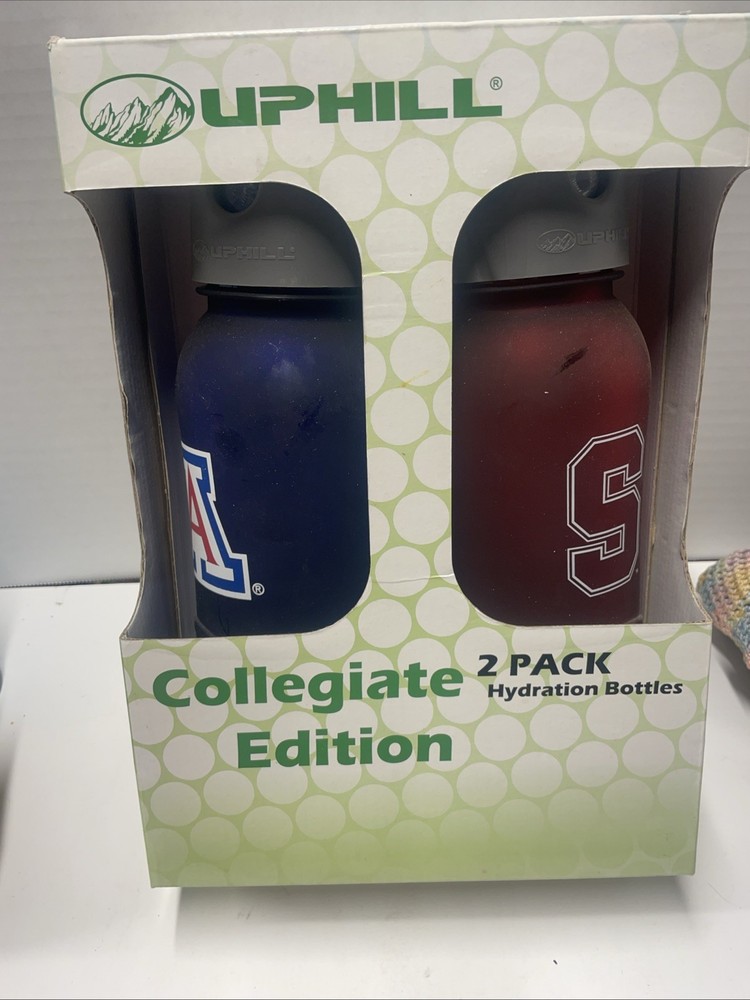 UPHILL®
UPHILL
UPHILL
A®
S
Collegiate
Edition
2 PACK
Hydration Bottles